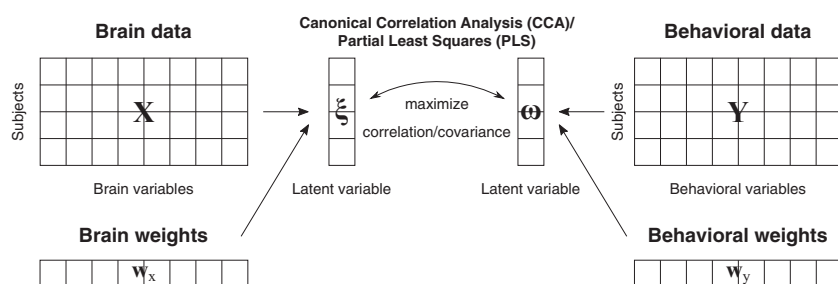 Canonical Correlation Analysis (CCA)/
Partial Least Squares (PLS)
Brain data
Behavioral data
Subjects
X
ξ
maximize
correlation/covariance
ω
Subjects
Y
Brain variables
Latent variable
Latent variable
Behavioral variables
Brain weights
Behavioral weights
wx
wy